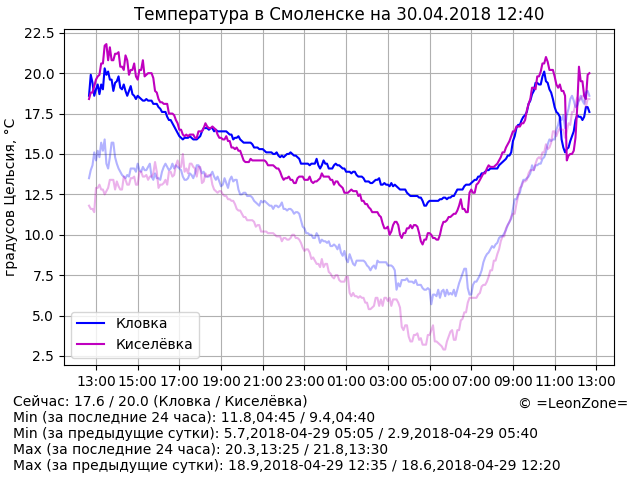 Температура в Смоленске на 30.04.2018 12:40
градусов Цельсия, °C
22.5
20.0
17.5
15.0
12.5
10.0
7.5
5.0
2.5
Кловка
Киселёвка
13:00 15:00 17:00 19:00 21:00 23:00 01:00 03:00 05:00 07:00 09:00 11:00 13:00
Сейчас: 17.6 / 20.0 (Кловка / Киселёвка)
© =LeonZone=
Min (за последние 24 часа): 11.8,04:45 / 9.4,04:40
Min (за предыдущие сутки): 5.7,2018-04-29 05:05 / 2.9,2018-04-29 05:40
Max (за последние 24 часа): 20.3,13:25 / 21.8,13:30
Max (за предыдущие сутки): 18.9,2018-04-29 12:35 / 18.6,2018-04-29 12:20